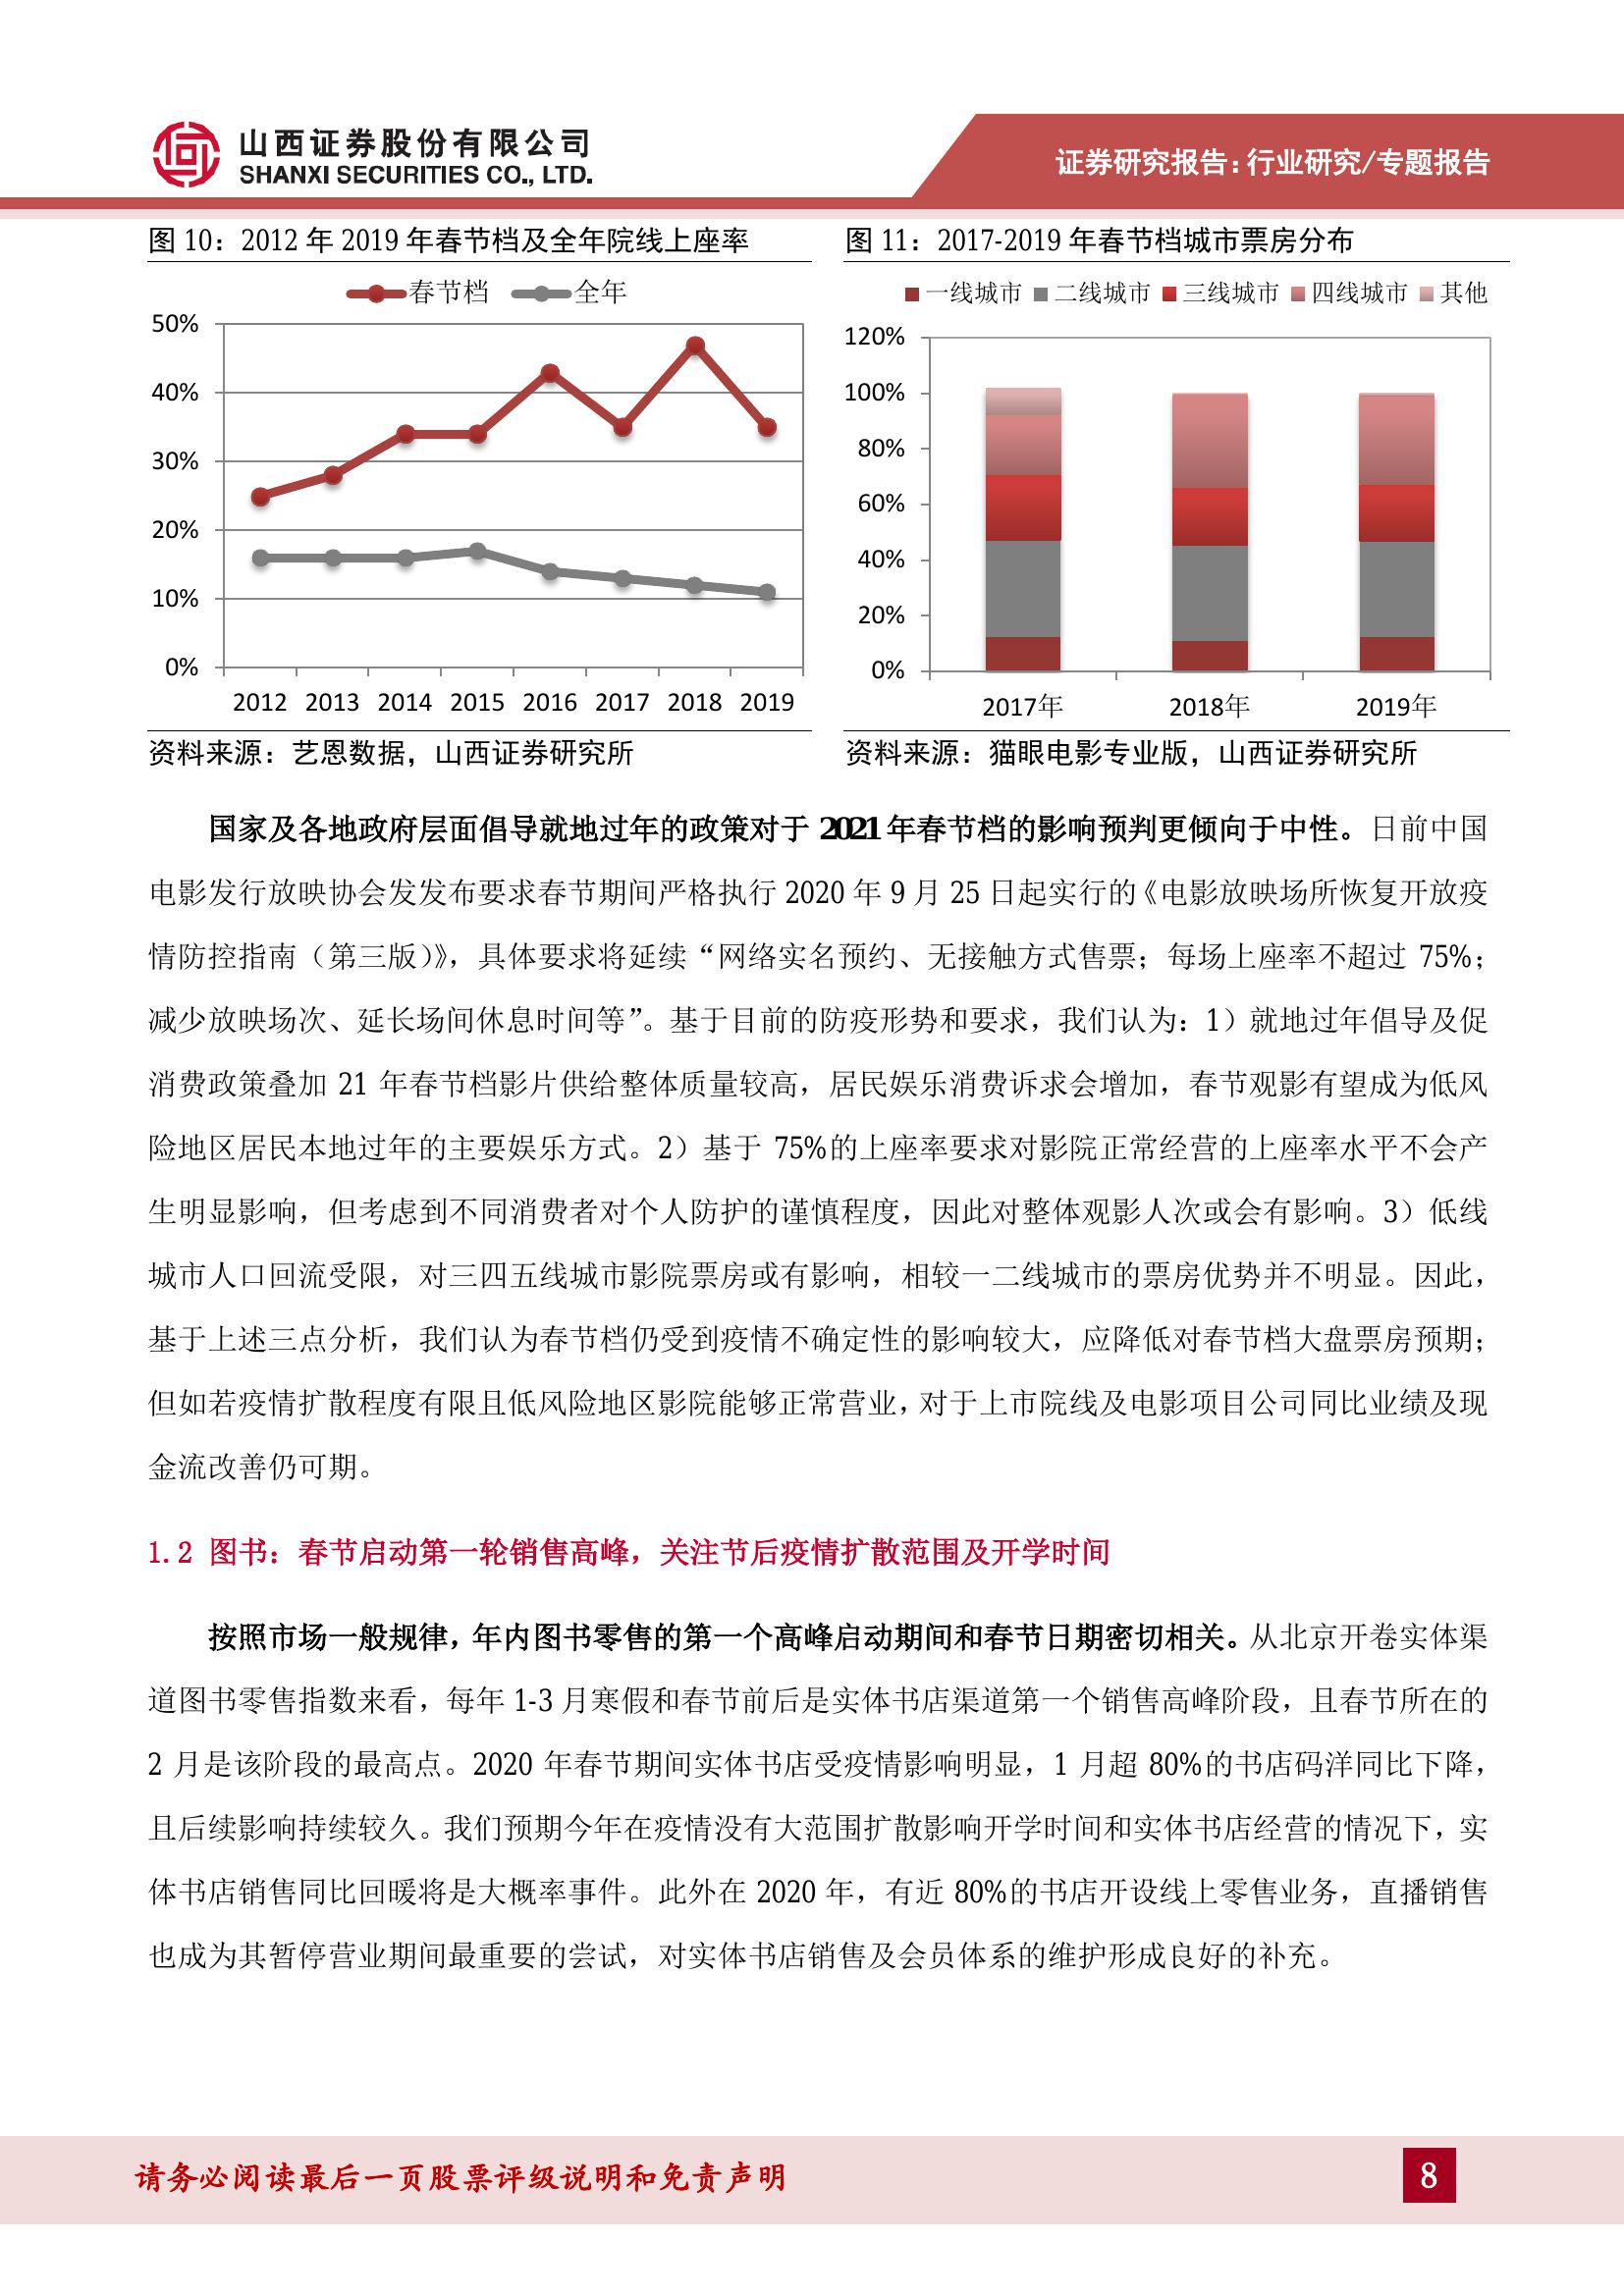 山西证券股份有限公司
SHANXI SECURITIES CO., LTD.
证券研究报告：行业研究/专题报告
图 10：2012 年 2019 年春节档及全年院线上座率
春节档 全年
50%
40%
30%
20%
10%
0%
2012 2013 2014 2015 2016 2017 2018 2019
资料来源：艺恩数据，山西证券研究所
图 11：2017-2019 年春节档城市票房分布
一线城市 二线城市 三线城市 四线城市 其他
120%
100%
80%
60%
40%
20%
0%
2017年 2018年 2019年
资料来源：猫眼电影专业版，山西证券研究所
国家及各地政府层面倡导就地过年的政策对于 2021 年春节档的影响预判更倾向于中性。日前中国
电影发行放映协会发发布要求春节期间严格执行 2020 年 9 月 25 日起实行的《电影放映场所恢复开放疫
情防控指南（第三版）》，具体要求将延续“网络实名预约、无接触方式售票；每场上座率不超过 75%；
减少放映场次、延长场间休息时间等”。基于目前的防疫形势和要求，我们认为：1）就地过年倡导及促
消费政策叠加 21 年春节档影片供给整体质量较高，居民娱乐消费诉求会增加，春节观影有望成为低风
险地区居民本地过年的主要娱乐方式。2）基于 75%的上座率要求对影院正常经营的上座率水平不会产
生明显影响，但考虑到不同消费者对个人防护的谨慎程度，因此对整体观影人次或会有影响。3）低线
城市人口回流受限，对三四五线城市影院票房或有影响，相较一二线城市的票房优势并不明显。因此，
基于上述三点分析，我们认为春节档仍受到疫情不确定性的影响较大，应降低对春节档大盘票房预期；
但如若疫情扩散程度有限且低风险地区影院能够正常营业，对于上市院线及电影项目公司同比业绩及现
金流改善仍可期。
1.2 图书：春节启动第一轮销售高峰，关注节后疫情扩散范围及开学时间
按照市场一般规律，年内图书零售的第一个高峰启动期间和春节日期密切相关。从北京开卷实体渠
道图书零售指数来看，每年 1-3 月寒假和春节前后是实体书店渠道第一个销售高峰阶段，且春节所在的
2 月是该阶段的最高点。2020 年春节期间实体书店受疫情影响明显，1 月超 80%的书店码洋同比下降，
且后续影响持续较久。我们预期今年在疫情没有大范围扩散影响开学时间和实体书店经营的情况下，实
体书店销售同比回暖将是大概率事件。此外在 2020 年，有近 80%的书店开设线上零售业务，直播销售
也成为其暂停营业期间最重要的尝试，对实体书店销售及会员体系的维护形成良好的补充。
请务必阅读最后一页股票评级说明和免责声明
8